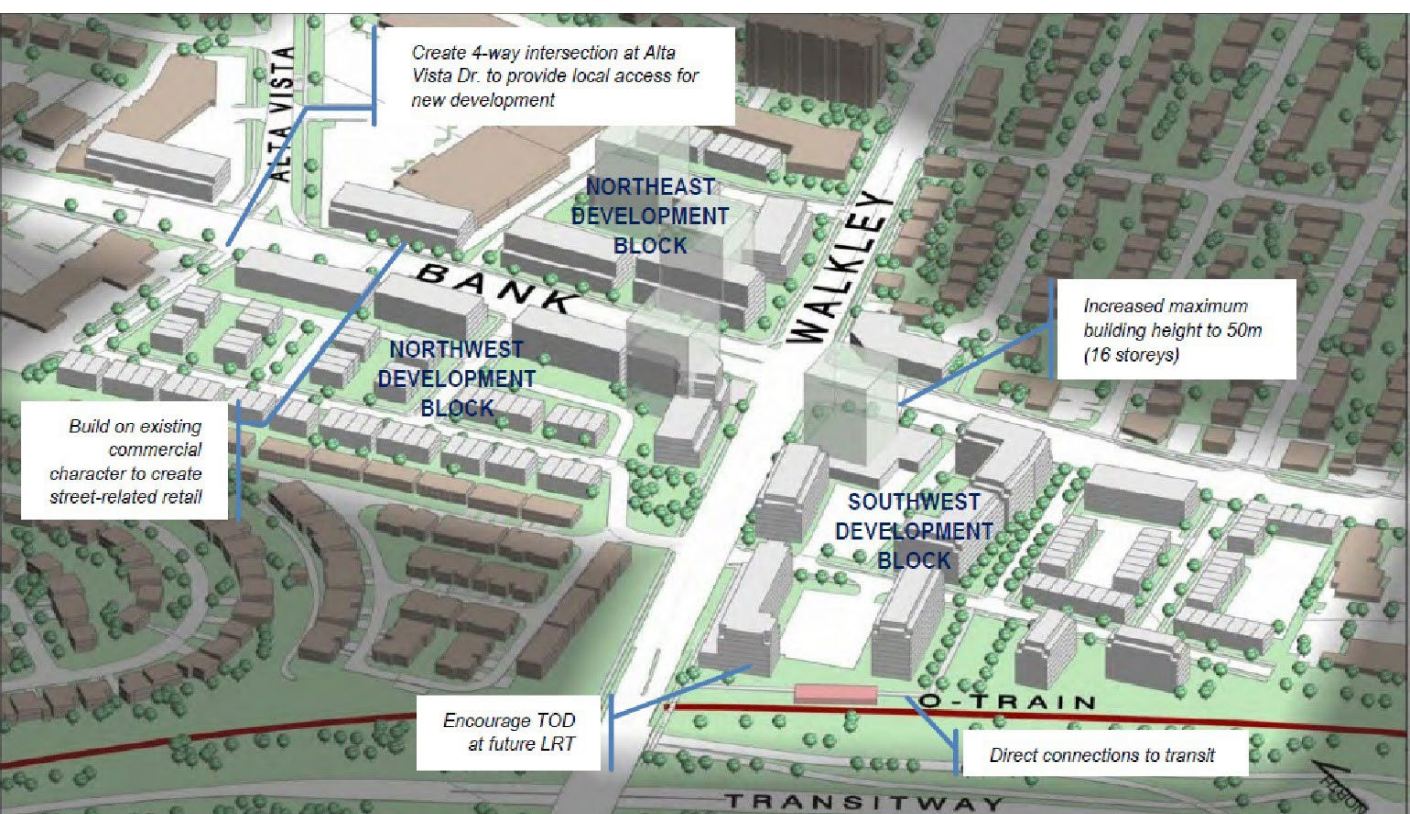 Create 4-way intersection at Alta
Vista Dr. to provide local access for
new development
ALTA VISTA
NORTHEAST
DEVELOPMENT
BLOCK
WALKLEY
BANK
Increased maximum
building height to 50m
(16 storeys)
NORTHWEST
DEVELOPMENT
BLOCK
Build on existing
commercial
character to create
street-related retail
SOUTHWEST
DEVELOPMENT
BLOCK
O-TRAIN
Encourage TOD
at future LRT
Direct connections to transit
NORTH
TRANSITWAY